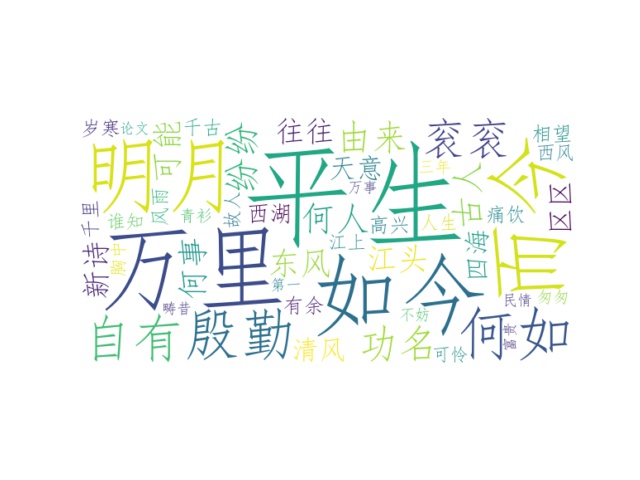 岁寒
论文
千古
可能
纷纷
往往
由来
衮衮
相望
西风
明月
平生
天意
万事
三年
古人
而今
千里
谁知
风雨
青衫
故人
西湖
何人
高兴
人生
痛饮
区区
新诗
胸中
万里
何事
东风
江上
江头
四海
第一
如今
畴昔
有余
不妨
民情
匆匆
自有
殷勤
清风
功名
可怜
何如
富贵